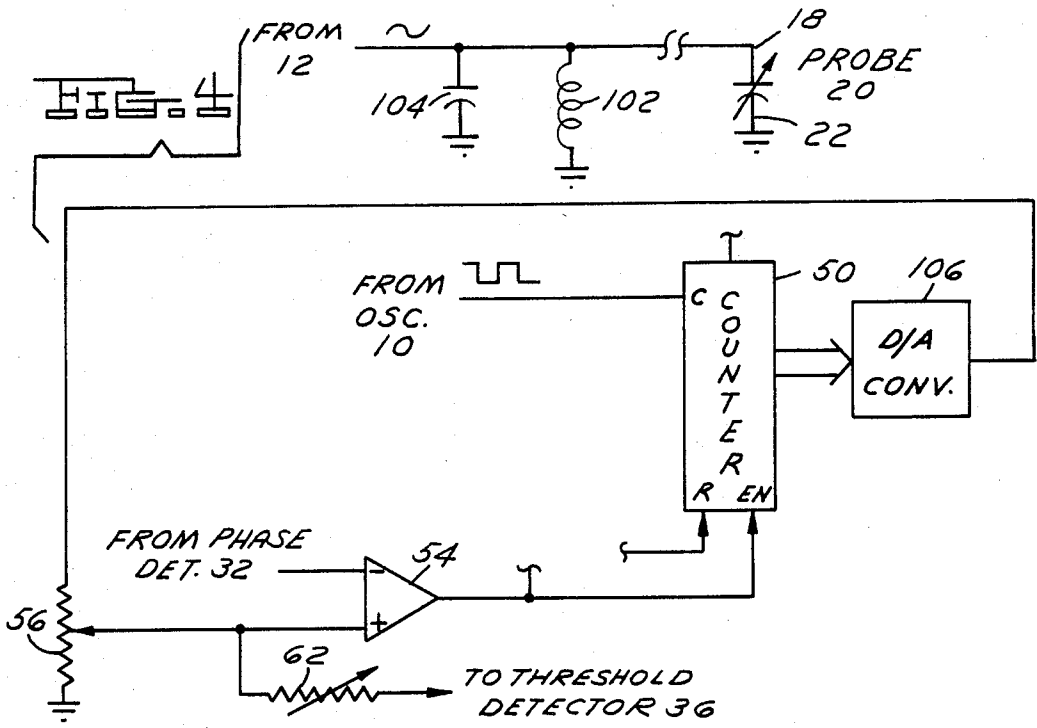 FIG. 4
FROM
12
104
102
18
PROBE
20
22
FROM
OSC.
10
C
COUNTER
R EN
50
106
D/A
CONV.
FROM PHASE
DET. 32
-
+
54
56
62
TO THRESHOLD
DETECTOR 36